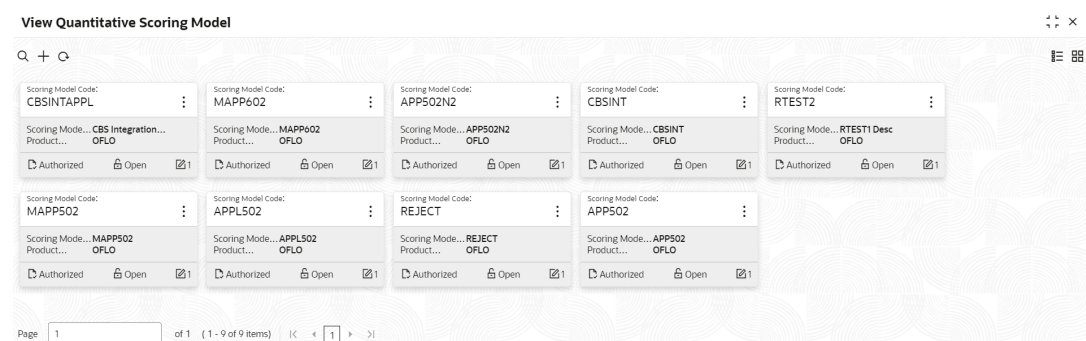 View Quantitative Scoring Model
Scoring Model Code:
CBSINTAPPL
Scoring Mode... CBS Integration...
Product... OFLO
Authorized Open 1
Scoring Model Code:
MAPP602
Scoring Mode... MAPP602
Product... OFLO
Authorized Open 1
Scoring Model Code:
APP502N2
Scoring Mode... APP502N2
Product... OFLO
Authorized Open 1
Scoring Model Code:
CBSINT
Scoring Mode... CBSINT
Product... OFLO
Authorized Open 1
Scoring Model Code:
RTEST2
Scoring Mode... RTEST1 Desc
Product... OFLO
Authorized Open 1
Scoring Model Code:
MAPP502
Scoring Mode... MAPP502
Product... OFLO
Authorized Open 1
Scoring Model Code:
APPL502
Scoring Mode... APPL502
Product... OFLO
Authorized Open 1
Scoring Model Code:
REJECT
Scoring Mode... REJECT
Product... OFLO
Authorized Open 1
Scoring Model Code:
APP502
Scoring Mode... APP502
Product... OFLO
Authorized Open 1
Page 1 of 1 (1 - 9 of 9 items) 1